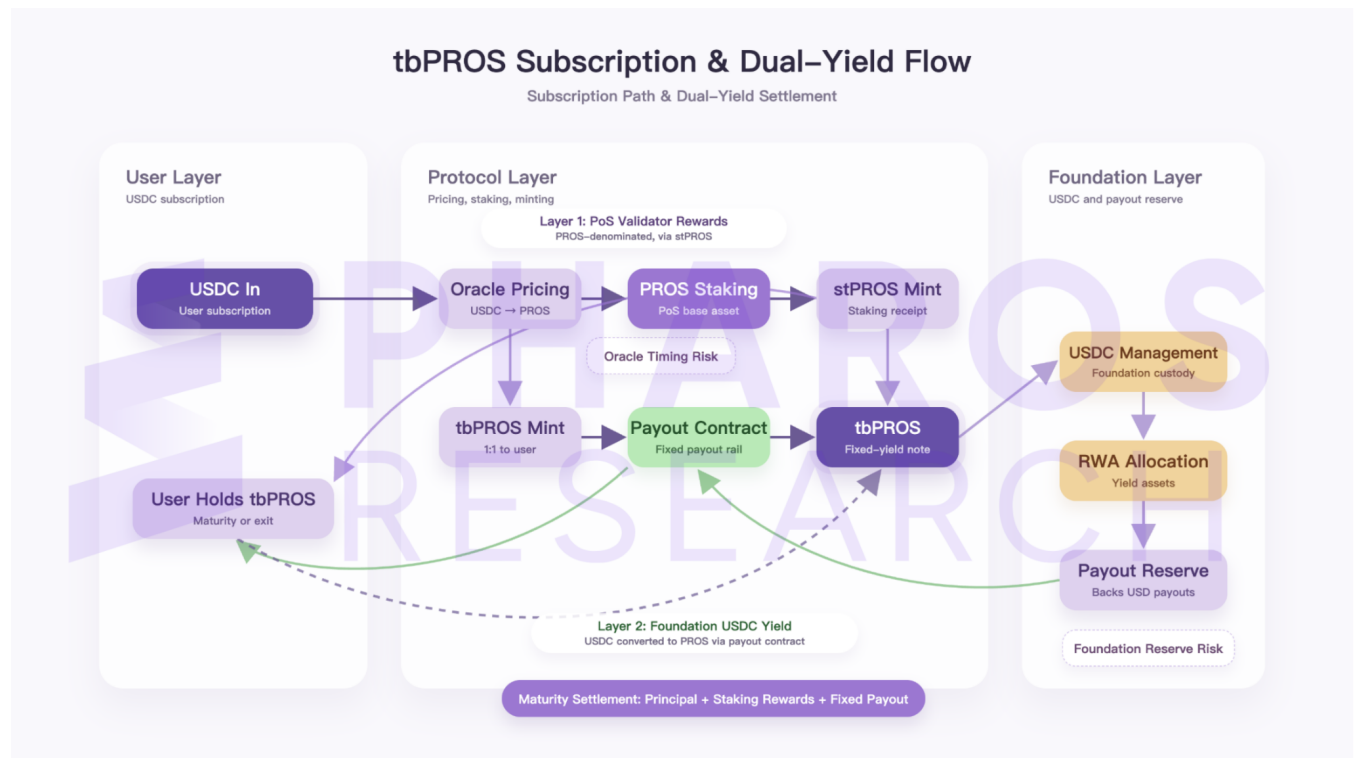 tbPROS Subscription & Dual-Yield Flow
Subscription Path & Dual-Yield Settlement
User Layer
USDC subscription
Protocol Layer
Pricing, staking, minting
Foundation Layer
USDC and payout reserve
Layer 1: PoS Validator Rewards
PROS-denominated, via stPROS
USDC In
User subscription
Oracle Pricing
USDC → PROS
PROS Staking
PoS base asset
stPROS Mint
Staking receipt
Oracle Timing Risk
USDC Management
Foundation custody
tbPROS Mint
1:1 to user
Payout Contract
Fixed payout rail
tbPROS
Fixed-yield note
RWA Allocation
Yield assets
User Holds tbPROS
Maturity or exit
Payout Reserve
Backs USD payouts
Layer 2: Foundation USDC Yield
USDC converted to PROS via payout contract
Foundation Reserve Risk
Maturity Settlement: Principal + Staking Rewards + Fixed Payout
PHAROS
RESEARCH